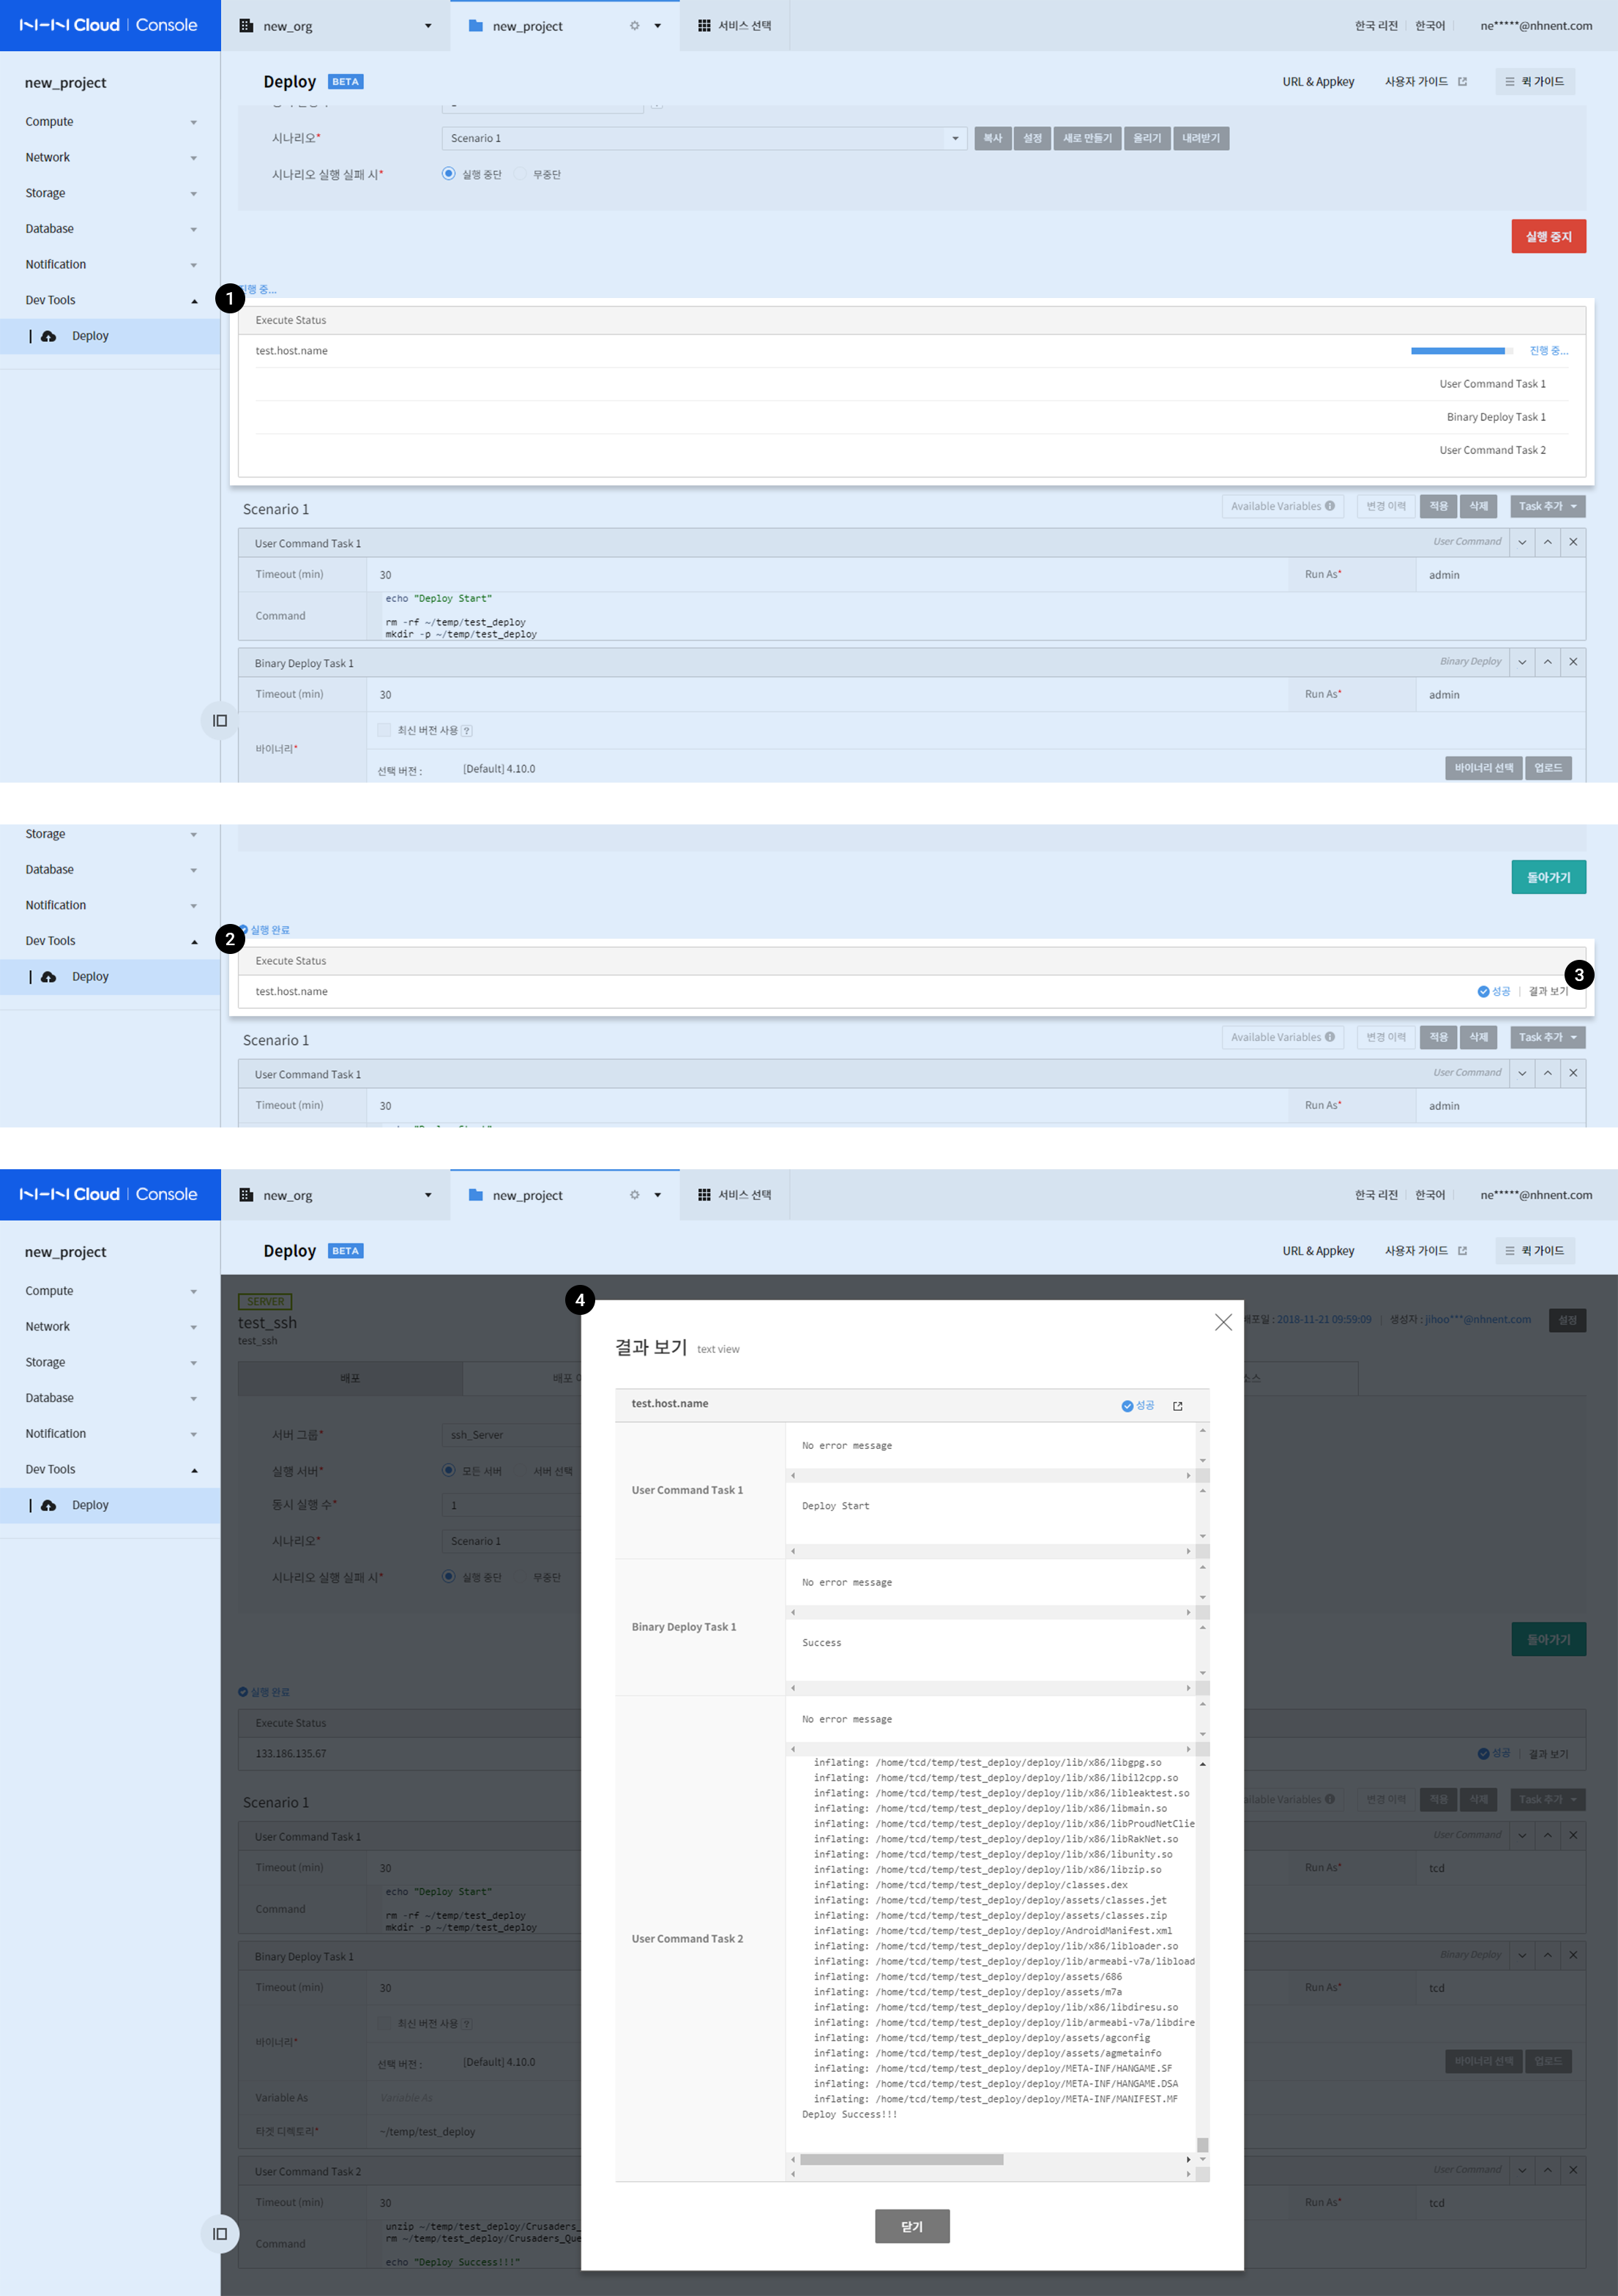 NHN Cloud | Console
new_org
new_project
서비스 선택
한국 리전
한국어
ne*****@nhnent.com
new_project
Deploy BETA
URL & Appkey
사용자 가이드
퀵 가이드
Compute
Network
Storage
Database
Notification
Dev Tools
Deploy
시나리오*
Scenario 1
복사
설정
새로 만들기
올리기
내려받기
시나리오 실행 실패 시*
실행 중단
무중단
실행 중지
1
진행 중...
Execute Status
test.host.name
진행 중...
User Command Task 1
Binary Deploy Task 1
User Command Task 2
Scenario 1
Available Variables
변경 이력
적용
삭제
Task 추가
User Command Task 1
User Command
Timeout (min)
30
Run As*
admin
Command
echo "Deploy Start"
rm -rf ~/temp/test_deploy
mkdir -p ~/temp/test_deploy
Binary Deploy Task 1
Binary Deploy
Timeout (min)
30
Run As*
admin
바이너리*
최신 버전 사용 ?
선택 버전 :
[Default] 4.10.0
바이너리 선택
업로드
Storage
Database
Notification
Dev Tools
Deploy
돌아가기
2
실행 완료
Execute Status
3
test.host.name
성공 | 결과 보기
Scenario 1
Available Variables
변경 이력
적용
삭제
Task 추가
User Command Task 1
User Command
Timeout (min)
30
Run As*
admin
NHN Cloud | Console
new_org
new_project
서비스 선택
한국 리전
한국어
ne*****@nhnent.com
new_project
Deploy BETA
URL & Appkey
사용자 가이드
퀵 가이드
Compute
Network
Storage
Database
Notification
Dev Tools
Deploy
SERVER
test_ssh
test_ssh
: 2018-11-21 09:59:09 | 생성자 : jihoo***@nhnent.com
설정
배포
배포
서버 그룹*
ssh_Server
실행 서버*
모든 서버
서버 선택
동시 실행 수*
1
시나리오*
Scenario 1
시나리오 실행 실패 시*
실행 중단
무중단
돌아가기
실행 완료
Execute Status
133.186.135.67
성공 | 결과 보기
Scenario 1
ailable Variables
변경 이력
적용
삭제
Task 추가
User Command Task 1
User Command
Timeout (min)
30
Run As*
tcd
Command
echo "Deploy Start"
rm -rf ~/temp/test_deploy
mkdir -p ~/temp/test_deploy
Binary Deploy Task 1
Binary Deploy
Timeout (min)
30
Run As*
tcd
바이너리*
최신 버전 사용 ?
선택 버전 :
[Default] 4.10.0
바이너리 선택
업로드
Variable As
Variable As
타겟 디렉토리*
~/temp/test_deploy
User Command Task 2
User Command
Timeout (min)
30
Run As*
tcd
Command
unzip ~/temp/test_deploy/Crusaders_
rm ~/temp/test_deploy/Crusaders_Que
echo "Deploy Success!!!"
4
결과 보기 text view
test.host.name
성공
User Command Task 1
No error message
Deploy Start
Binary Deploy Task 1
No error message
Success
User Command Task 2
No error message
inflating: /home/tcd/temp/test_deploy/deploy/lib/x86/libgpg.so
inflating: /home/tcd/temp/test_deploy/deploy/lib/x86/libil2cpp.so
inflating: /home/tcd/temp/test_deploy/deploy/lib/x86/libleaktest.so
inflating: /home/tcd/temp/test_deploy/deploy/lib/x86/libmain.so
inflating: /home/tcd/temp/test_deploy/deploy/lib/x86/libProudNetClie
inflating: /home/tcd/temp/test_deploy/deploy/lib/x86/libRakNet.so
inflating: /home/tcd/temp/test_deploy/deploy/lib/x86/libunity.so
inflating: /home/tcd/temp/test_deploy/deploy/lib/x86/libzip.so
inflating: /home/tcd/temp/test_deploy/deploy/classes.dex
inflating: /home/tcd/temp/test_deploy/deploy/assets/classes.jet
inflating: /home/tcd/temp/test_deploy/deploy/assets/classes.zip
inflating: /home/tcd/temp/test_deploy/deploy/AndroidManifest.xml
inflating: /home/tcd/temp/test_deploy/deploy/lib/x86/libloader.so
inflating: /home/tcd/temp/test_deploy/deploy/lib/armeabi-v7a/libload
inflating: /home/tcd/temp/test_deploy/deploy/assets/686
inflating: /home/tcd/temp/test_deploy/deploy/assets/m7a
inflating: /home/tcd/temp/test_deploy/deploy/lib/x86/libdiresu.so
inflating: /home/tcd/temp/test_deploy/deploy/lib/armeabi-v7a/libdire
inflating: /home/tcd/temp/test_deploy/deploy/assets/agconfig
inflating: /home/tcd/temp/test_deploy/deploy/assets/agmetainfo
inflating: /home/tcd/temp/test_deploy/deploy/META-INF/HANGAME.SF
inflating: /home/tcd/temp/test_deploy/deploy/META-INF/HANGAME.DSA
inflating: /home/tcd/temp/test_deploy/deploy/META-INF/MANIFEST.MF
Deploy Success!!!
닫기